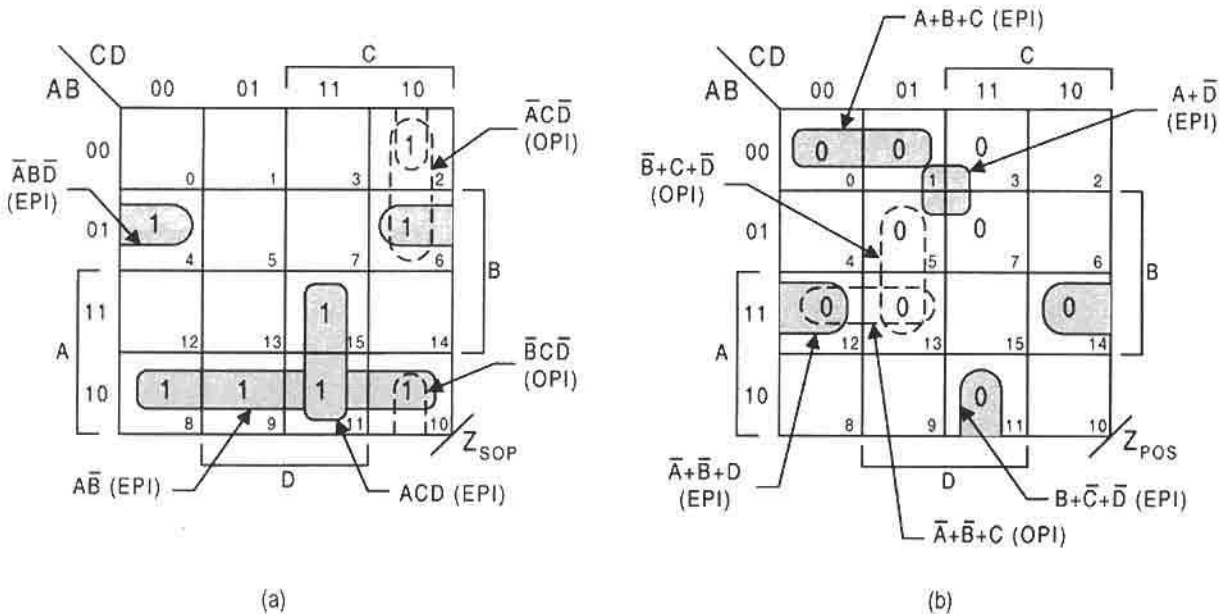 CD
AB
C
00 01 11 10
00
1
0 1 3 2
01
1 1
4 5 7 6
11
1
12 13 15 14
10
1 1 1 1
8 9 11 10
A
B
D
A̅CD̅
(OPI)
A̅BD̅
(EPI)
B̅CD̅
(OPI)
Z_SOP
AB̅ (EPI)
ACD (EPI)
(a)
A+B+C (EPI)
CD
AB
C
00 01 11 10
A+D̅
(EPI)
00
0 0 0
0 1 3 2
B̅+C+D̅
(OPI)
01
0 0
4 5 7 6
11
0 0 0
12 13 15 14
10
0
8 9 11 10
A
B
D
Z_POS
A̅+B̅+D
(EPI)
B+C̅+D̅ (EPI)
A̅+B̅+C (OPI)
(b)